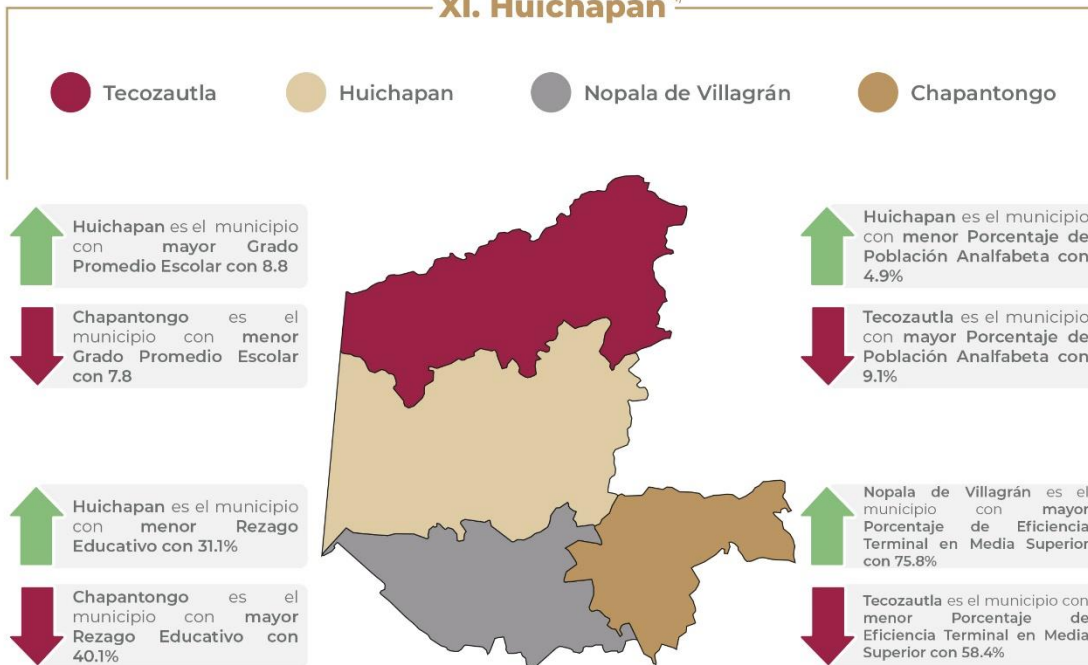 XI. Huichapan
Tecozautla
Huichapan
Nopala de Villagrán
Chapantongo
Huichapan es el municipio
con mayor Grado
Promedio Escolar con 8.8
Chapantongo es el
municipio con menor
Grado Promedio Escolar
con 7.8
Huichapan es el municipio
con menor Porcentaje de
Población Analfabeta con
4.9%
Tecozautla es el municipio
con mayor Porcentaje de
Población Analfabeta con
9.1%
Huichapan es el municipio
con menor Rezago
Educativo con 31.1%
Chapantongo es el
municipio con mayor
Rezago Educativo con
40.1%
Nopala de Villagrán es el
municipio con mayor
Porcentaje de Eficiencia
Terminal en Media Superior
con 75.8%
Tecozautla es el municipio con
menor Porcentaje de
Eficiencia Terminal en Media
Superior con 58.4%